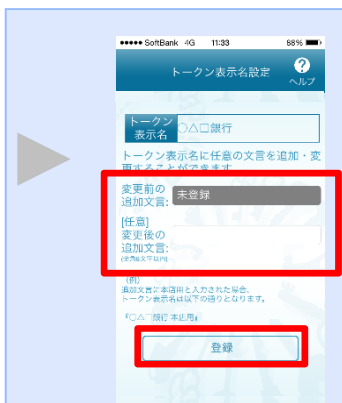 SoftBank 4G 11:33 88%
トークン表示名設定
?
ヘルプ
トークン
表示名
○△□銀行
トークン表示名に任意の文言を追加・変
更することができます
変更前の
追加文言:
未登録
[任意]
変更後の
追加文言:
(例)
追加文言に本店用と入力された場合、
トークン表示名は以下の通りとなります。
『○△□銀行 本店用』
登録